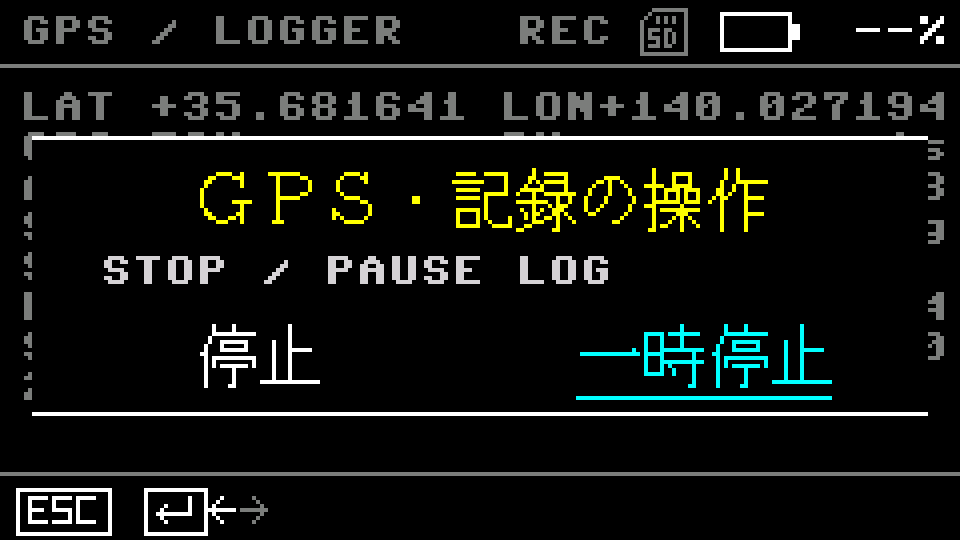 GPS / LOGGER REC SD --%
LAT +35.681641 LON+140.027194
GPS・記録の操作
STOP / PAUSE LOG
停止 一時停止
ESC ↵ ← →